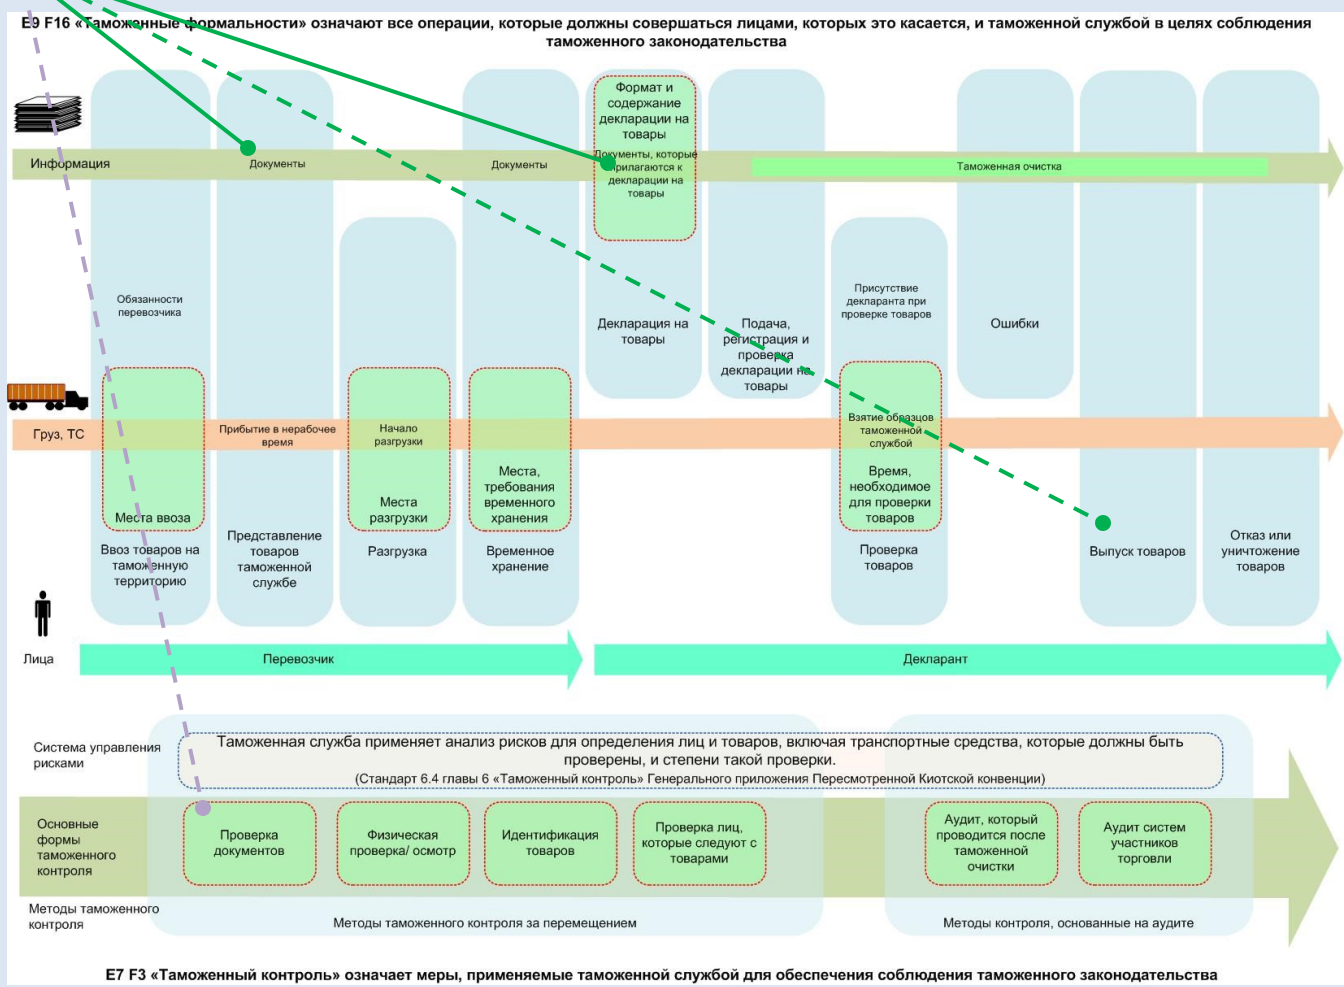 E9 F16 «Таможенные формальности» означают все операции, которые должны совершаться лицами, которых это касается, и таможенной службой в целях соблюдения
таможенного законодательства
Формат и
содержание
декларации на
товары
Информация
Документы
Документы
Документы, которые
прилагаются к
декларации на
товары
Таможенная очистка
Обязанности
перевозчика
Декларация на
товары
Подача,
регистрация и
проверка
декларации на
товары
Присутствие
декларанта при
проверке товаров
Ошибки
Груз, ТС
Прибытие в нерабочее
время
Начало
разгрузки
Взятие образцов
таможенной
службой
Места ввоза
Места
разгрузки
Места,
требования
временного
хранения
Время,
необходимое
для проверки
товаров
Ввоз товаров на
таможенную
территорию
Представление
товаров
таможенной
службе
Разгрузка
Временное
хранение
Проверка
товаров
Выпуск товаров
Отказ или
уничтожение
товаров
Лица
Перевозчик
Декларант
Система управления
рисками
Таможенная служба применяет анализ рисков для определения лиц и товаров, включая транспортные средства, которые должны быть
проверены, и степени такой проверки.
(Стандарт 6.4 главы 6 «Таможенный контроль» Генерального приложения Пересмотренной Киотской конвенции)
Основные
формы
таможенного
контроля
Проверка
документов
Физическая
проверка/ осмотр
Идентификация
товаров
Проверка лиц,
которые следуют с
товарами
Аудит, который
проводится после
таможенной
очистки
Аудит систем
участников
торговли
Методы таможенного
контроля
Методы таможенного контроля за перемещением
Методы контроля, основанные на аудите
E7 F3 «Таможенный контроль» означает меры, применяемые таможенной службой для обеспечения соблюдения таможенного законодательства